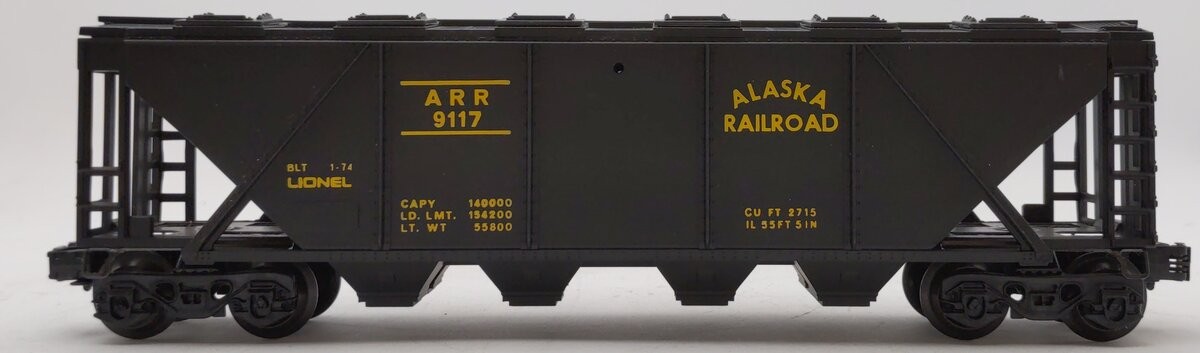 ARR
9117
ALASKA
RAILROAD
BLT 1-74
LIONEL
CAPY 140000
LD. LMT. 154200
LT. WT 55800
CU FT 2715
IL 55FT 5IN